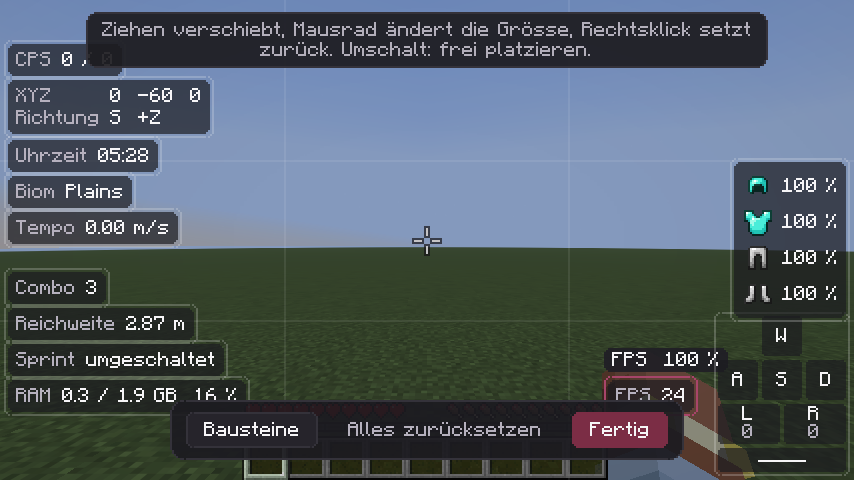 Ziehen verschiebt, Mausrad ändert die Grösse, Rechtsklick setzt
zurück. Umschalt: frei platzieren.
CPS 0 / 0
XYZ 0 -60 0
Richtung S +Z
Uhrzeit 05:28
Biom Plains
Tempo 0.00 m/s
100 %
100 %
100 %
100 %
Combo 3
Reichweite 2.87 m
Sprint umgeschaltet
RAM 0.3 / 1.9 GB 16 %
FPS 100 %
FPS 24
W
A S D
L R
0 0
Bausteine Alles zurücksetzen Fertig